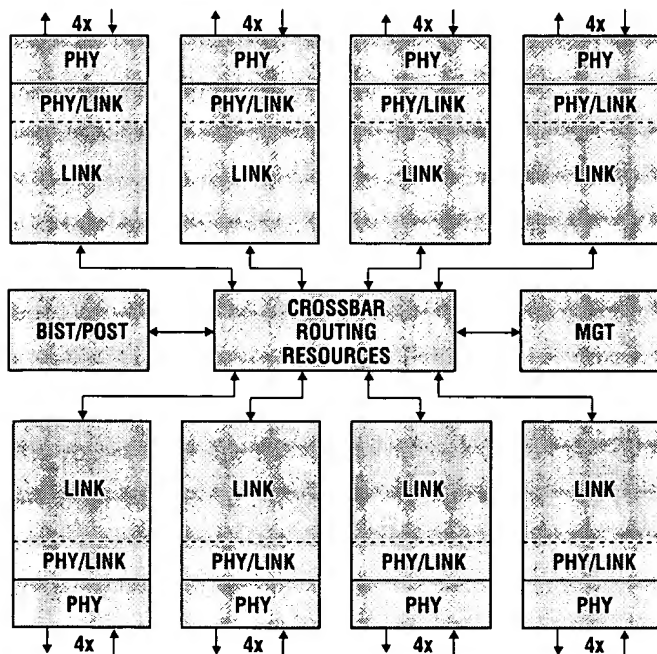 4x 4x 4x 4x
PHY PHY PHY PHY
PHY/LINK PHY/LINK PHY/LINK PHY/LINK
LINK LINK LINK LINK
BIST/POST
CROSSBAR
ROUTING
RESOURCES
MGT
LINK LINK LINK LINK
PHY/LINK PHY/LINK PHY/LINK PHY/LINK
PHY PHY PHY PHY
4x 4x 4x 4x